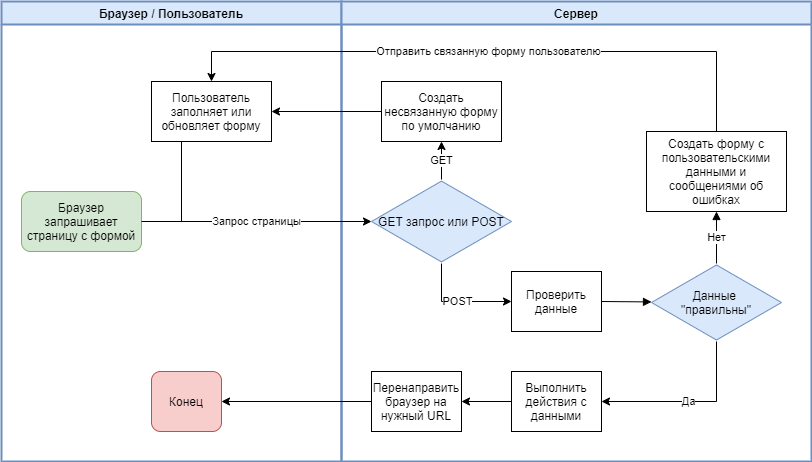 Браузер / Пользователь
Сервер
Отправить связанную форму пользователю
Пользователь
заполняет или
обновляет форму
Создать
несвязанную форму
по умолчанию
Создать форму с
пользовательскими
данными и
сообщениями об
ошибках
GET
Браузер
запрашивает
страницу с формой
Запрос страницы
GET запрос или POST
Нет
POST
Проверить
данные
Данные
"правильны"
Конец
Перенаправить
браузер на
нужный URL
Выполнить
действия с
данными
Да